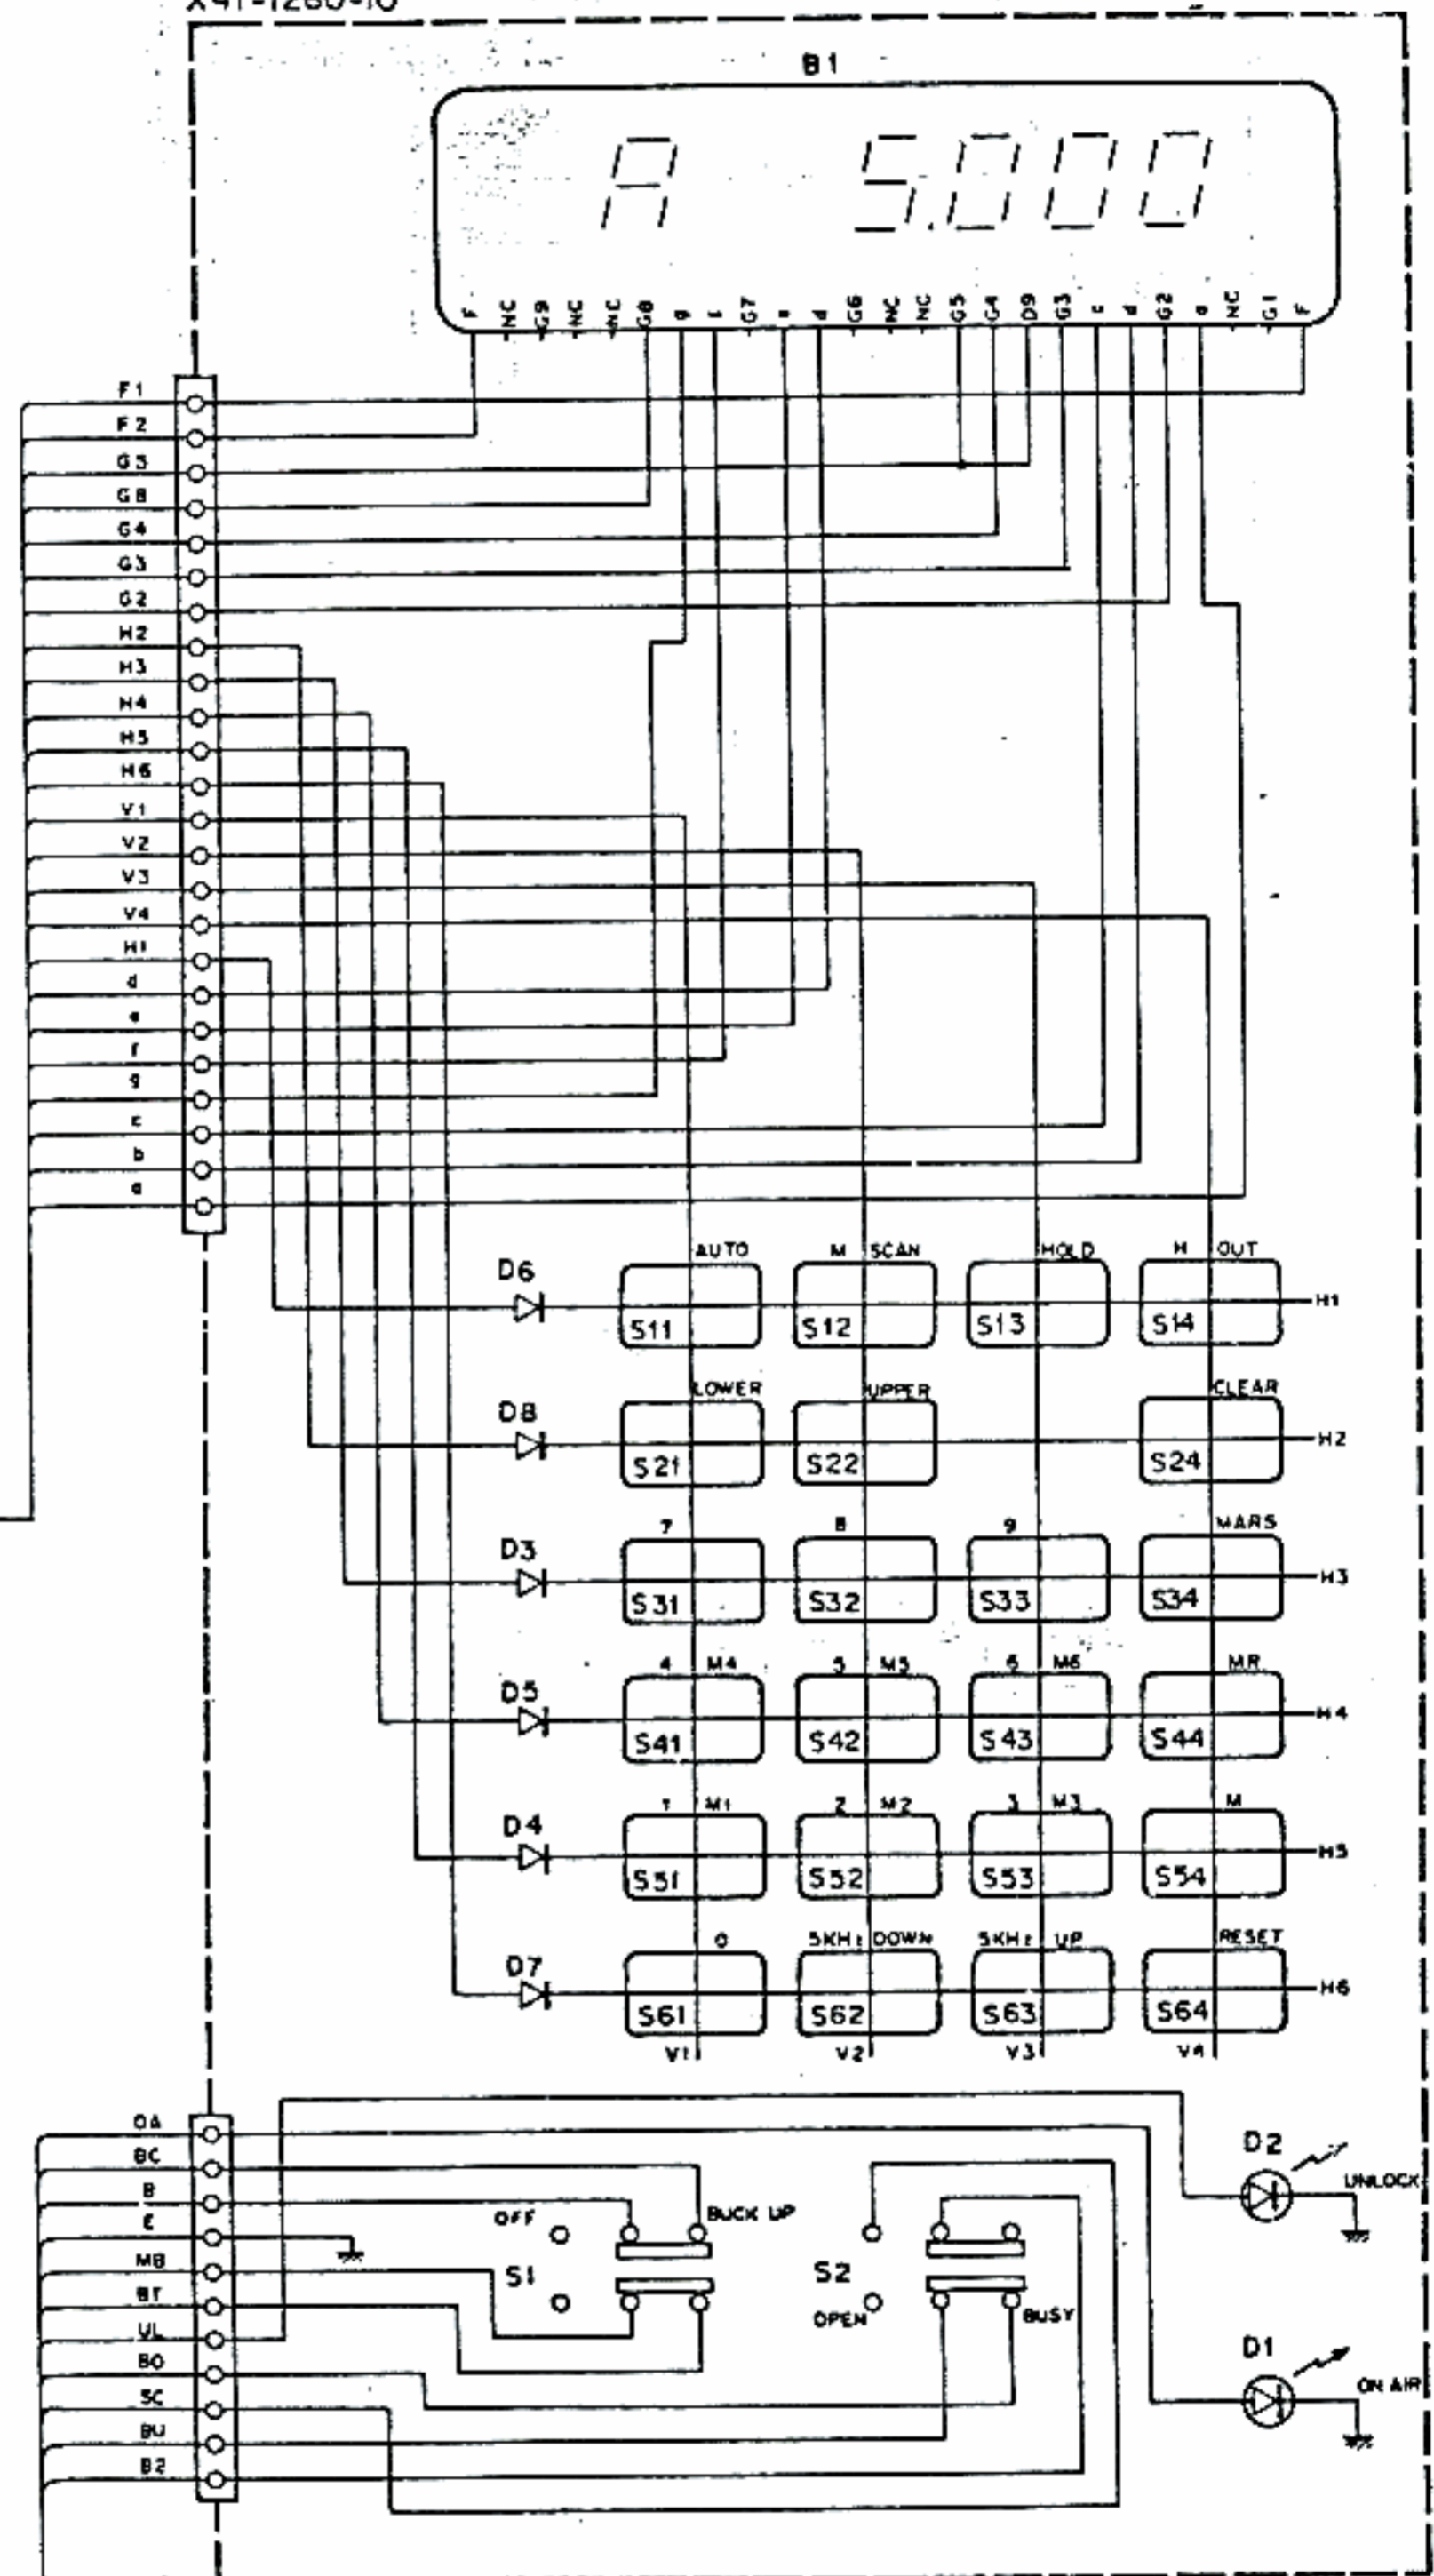 X41-1260-10
B1
A 5.000
F NC G9 NC NC G8 g f G7 e d G6 NC NC G5 G4 D9 G3 c G2 a NC G1 F
F1
F2
G5
G8
G4
G3
G2
H2
H3
H4
H5
H6
V1
V2
V3
V4
H1
d
e
f
g
c
b
a
AUTO M SCAN HOLD M OUT
D6
S11 S12 S13 S14 H1
LOWER UPPER CLEAR
D8
S21 S22 S24 H2
7 8 9 MARS
D3
S31 S32 S33 S34 H3
4 M4 5 M5 6 M6 MR
D5
S41 S42 S43 S44 H4
1 M1 2 M2 3 M3 M
D4
S51 S52 S53 S54 H5
0 5KHz DOWN 5KHz UP RESET
D7
S61 S62 S63 S64 H6
V1 V2 V3 V4
OA
BC
B
E
MB
BT
UL
BO
SC
BU
B2
OFF BUCK UP
S1
S2
OPEN BUSY
D2
UNLOCK
D1
ON AIR